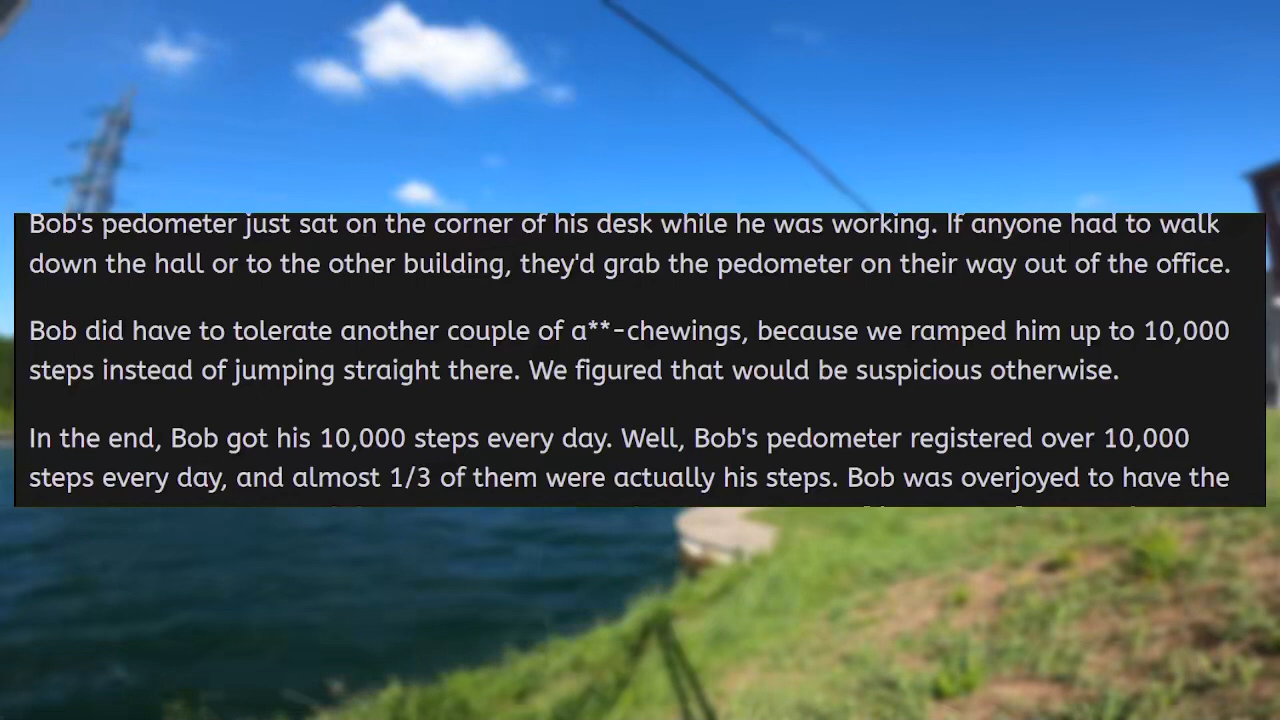 Bob's pedometer just sat on the corner of his desk while he was working. If anyone had to walk
down the hall or to the other building, they'd grab the pedometer on their way out of the office.
Bob did have to tolerate another couple of a**-chewings, because we ramped him up to 10,000
steps instead of jumping straight there. We figured that would be suspicious otherwise.
In the end, Bob got his 10,000 steps every day. Well, Bob's pedometer registered over 10,000
steps every day, and almost 1/3 of them were actually his steps. Bob was overjoyed to have the